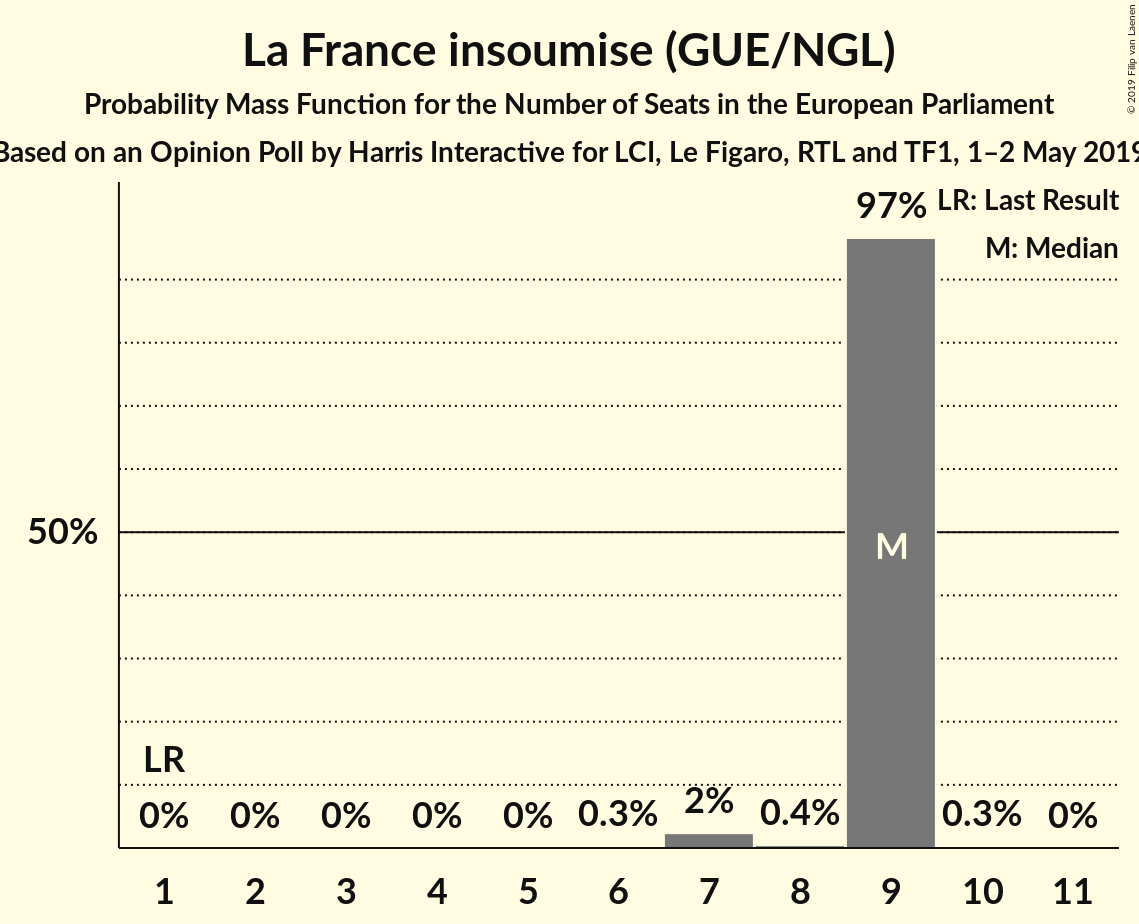 La France insoumise (GUE/NGL)
Probability Mass Function for the Number of Seats in the European Parliament
Based on an Opinion Poll by Harris Interactive for LCI, Le Figaro, RTL and TF1, 1–2 May 2019
© 2019 Filip van Laenen
97%
LR: Last Result
M: Median
50%
M
LR
0% 0% 0% 0% 0% 0.3% 2% 0.4% 0.3% 0%
1 2 3 4 5 6 7 8 9 10 11